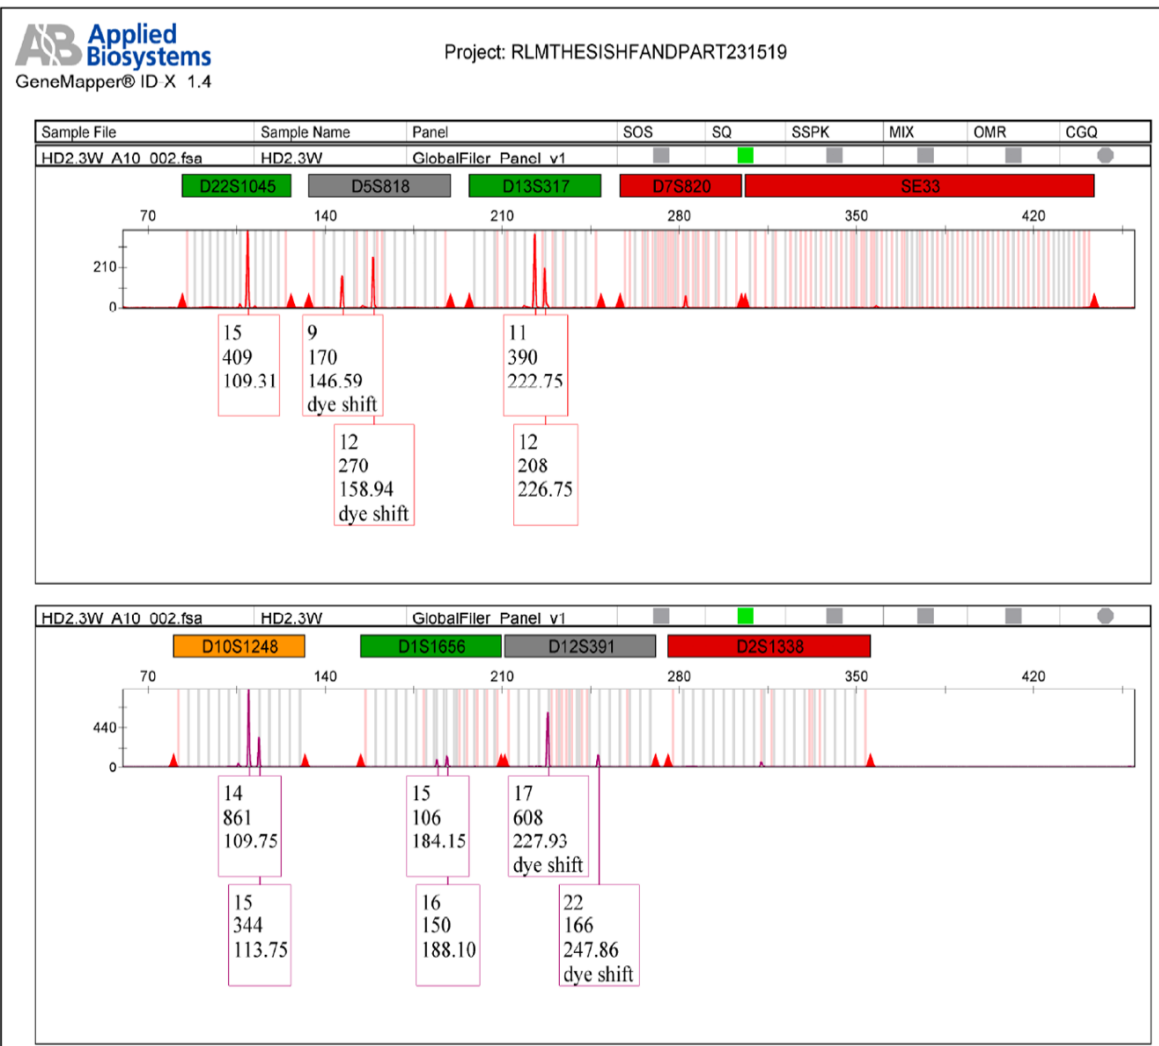 AB Applied Biosystems
GeneMapper® ID-X 1.4
Project: RLMTHESISHFANDPART231519
Sample File Sample Name Panel SOS SQ SSPK MIX OMR CGQ
HD2.3W_A10_002.fsa HD2.3W GlobalFiler_Panel_v1
D22S1045 D5S818 D13S317 D7S820 SE33
70 140 210 280 350 420
210
0
15
409
109.31
9
170
146.59
dye shift
11
390
222.75
12
270
158.94
dye shift
12
208
226.75
HD2.3W_A10_002.fsa HD2.3W GlobalFiler_Panel_v1
D10S1248 D1S1656 D12S391 D2S1338
70 140 210 280 350 420
440
0
14
861
109.75
15
106
184.15
17
608
227.93
dye shift
15
344
113.75
16
150
188.10
22
166
247.86
dye shift